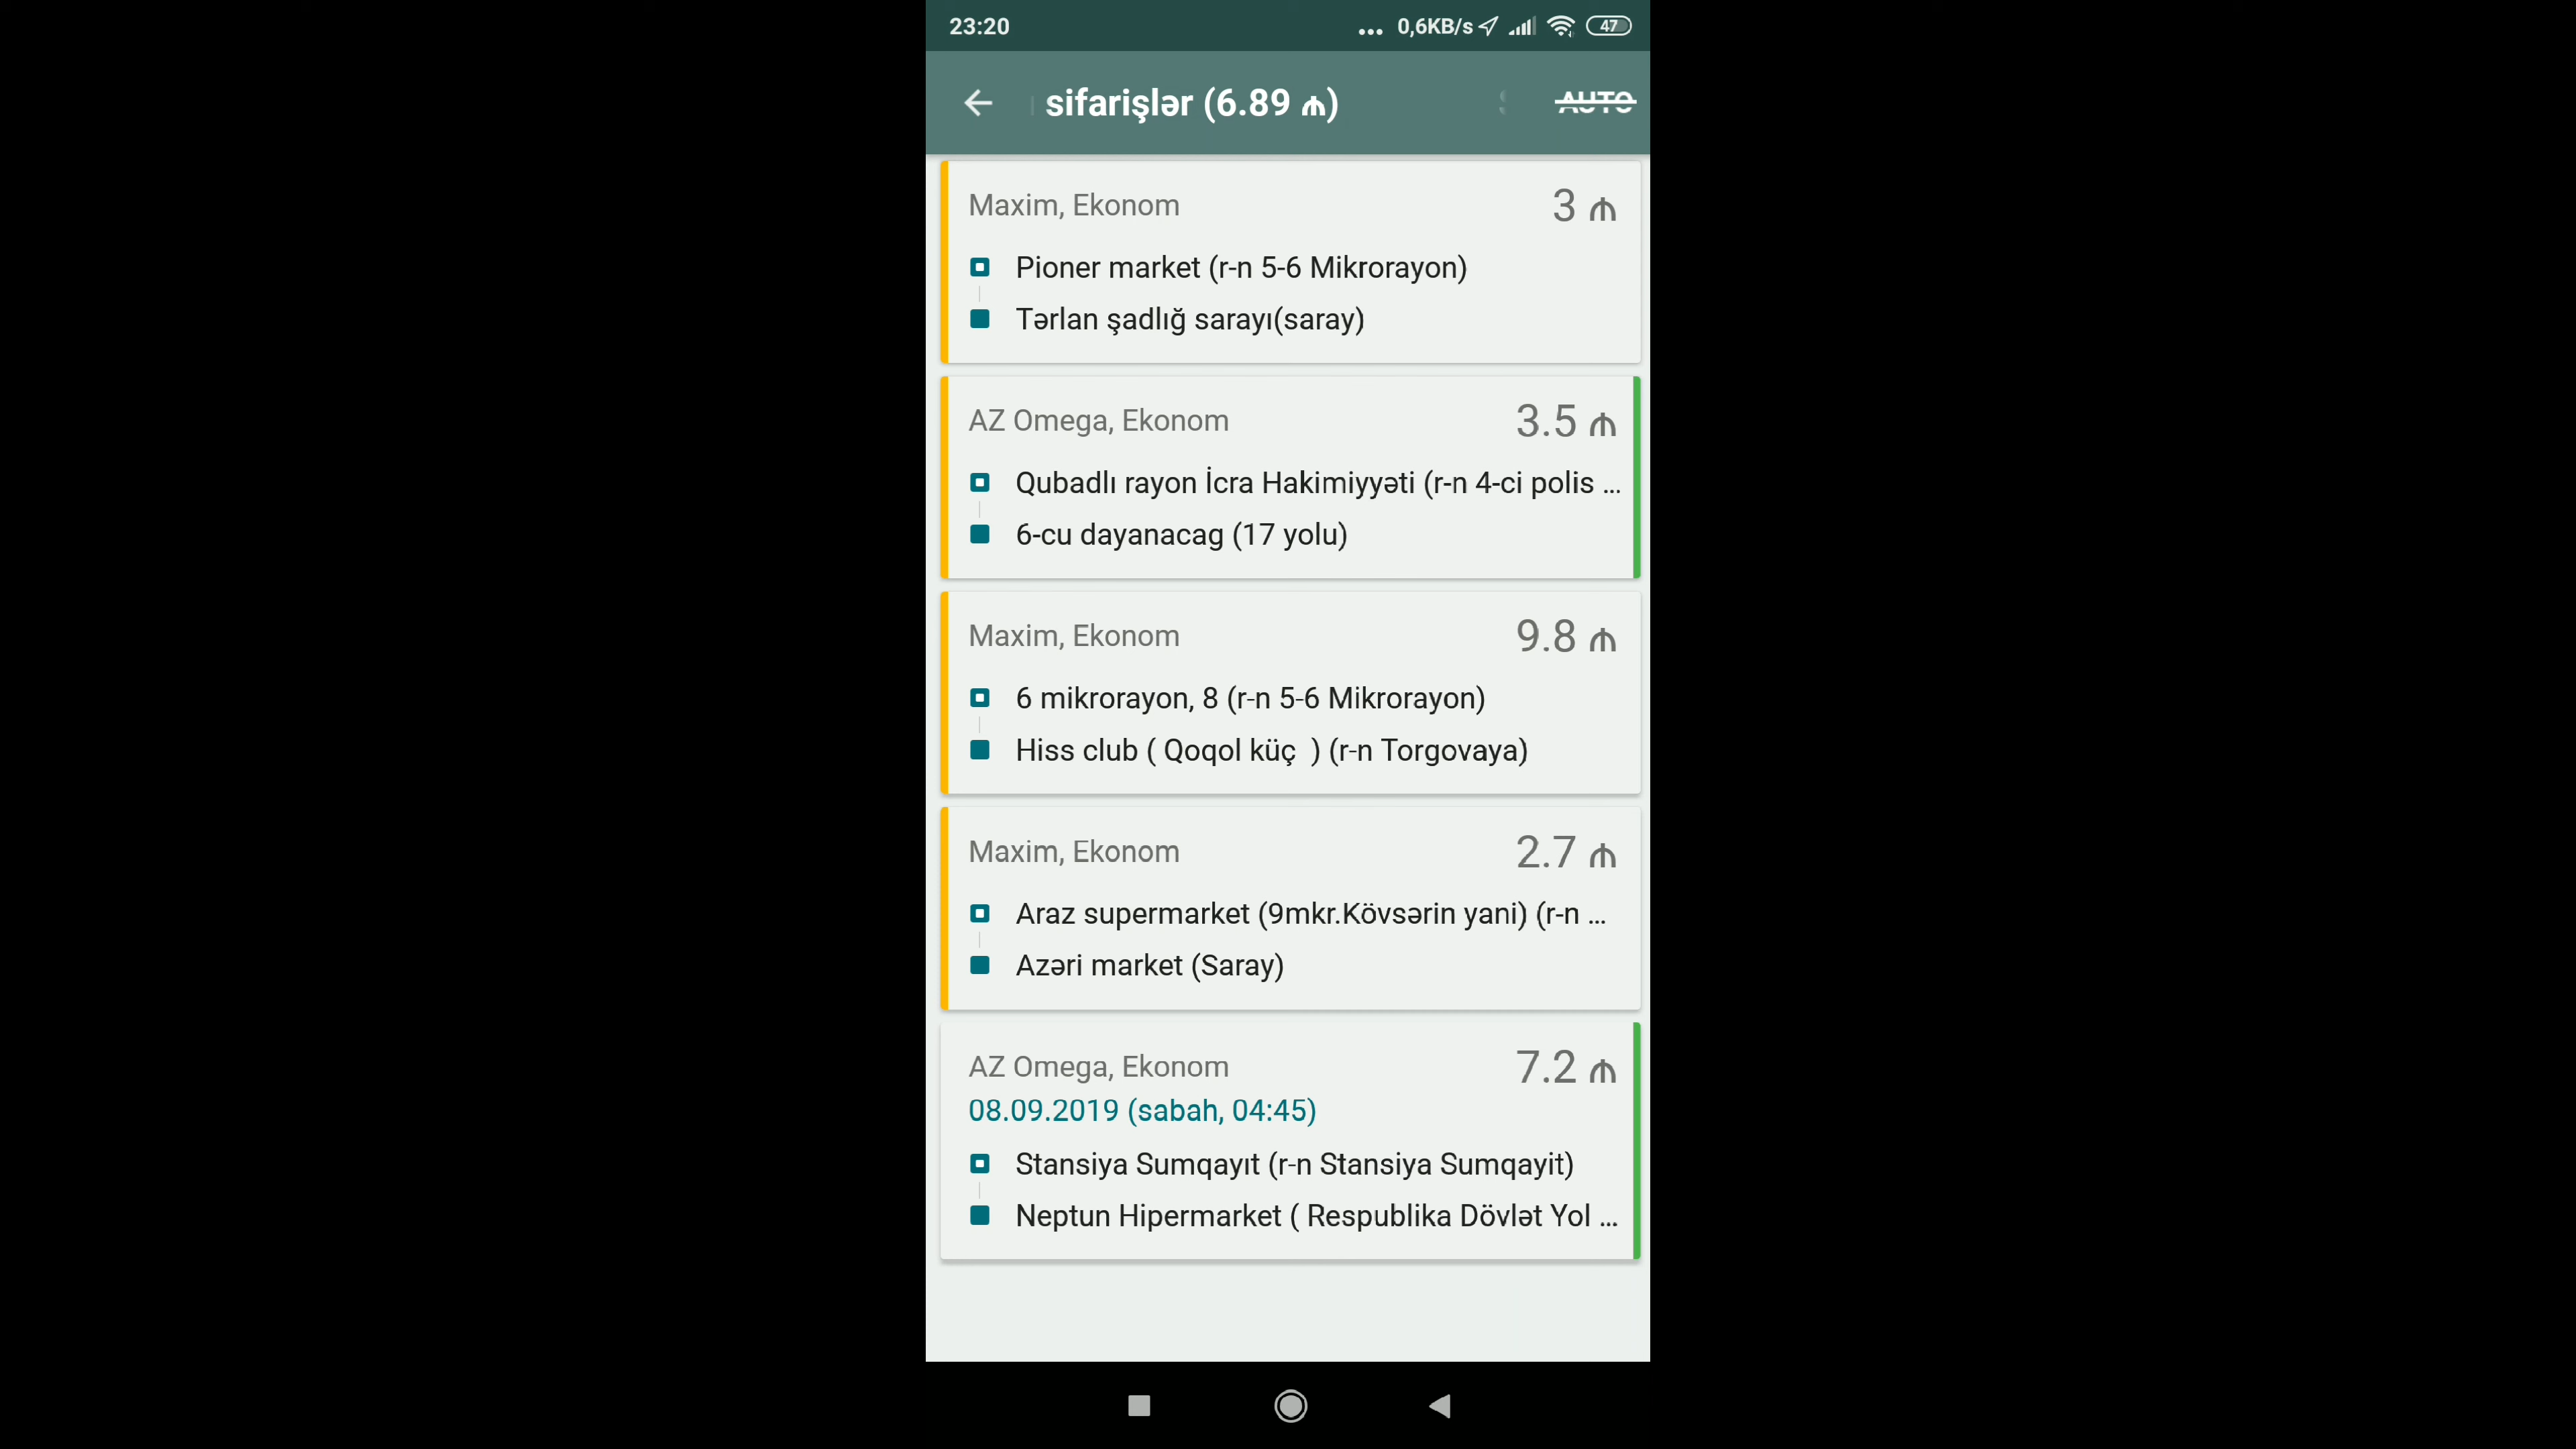 23:20
... 0,6KB/s 47
sifarişlər (6.89 ₼) AUTO
Maxim, Ekonom 3 ₼
Pioner market (r-n 5-6 Mikrorayon)
Tərlan şadlığ sarayı(saray)
AZ Omega, Ekonom 3.5 ₼
Qubadlı rayon İcra Hakimiyyəti (r-n 4-ci polis ...
6-cu dayanacag (17 yolu)
Maxim, Ekonom 9.8 ₼
6 mikrorayon, 8 (r-n 5-6 Mikrorayon)
Hiss club ( Qoqol küç  ) (r-n Torgovaya)
Maxim, Ekonom 2.7 ₼
Araz supermarket (9mkr.Kövsərin yani) (r-n ...
Azəri market (Saray)
AZ Omega, Ekonom 7.2 ₼
08.09.2019 (sabah, 04:45)
Stansiya Sumqayıt (r-n Stansiya Sumqayit)
Neptun Hipermarket ( Respublika Dövlət Yol ...